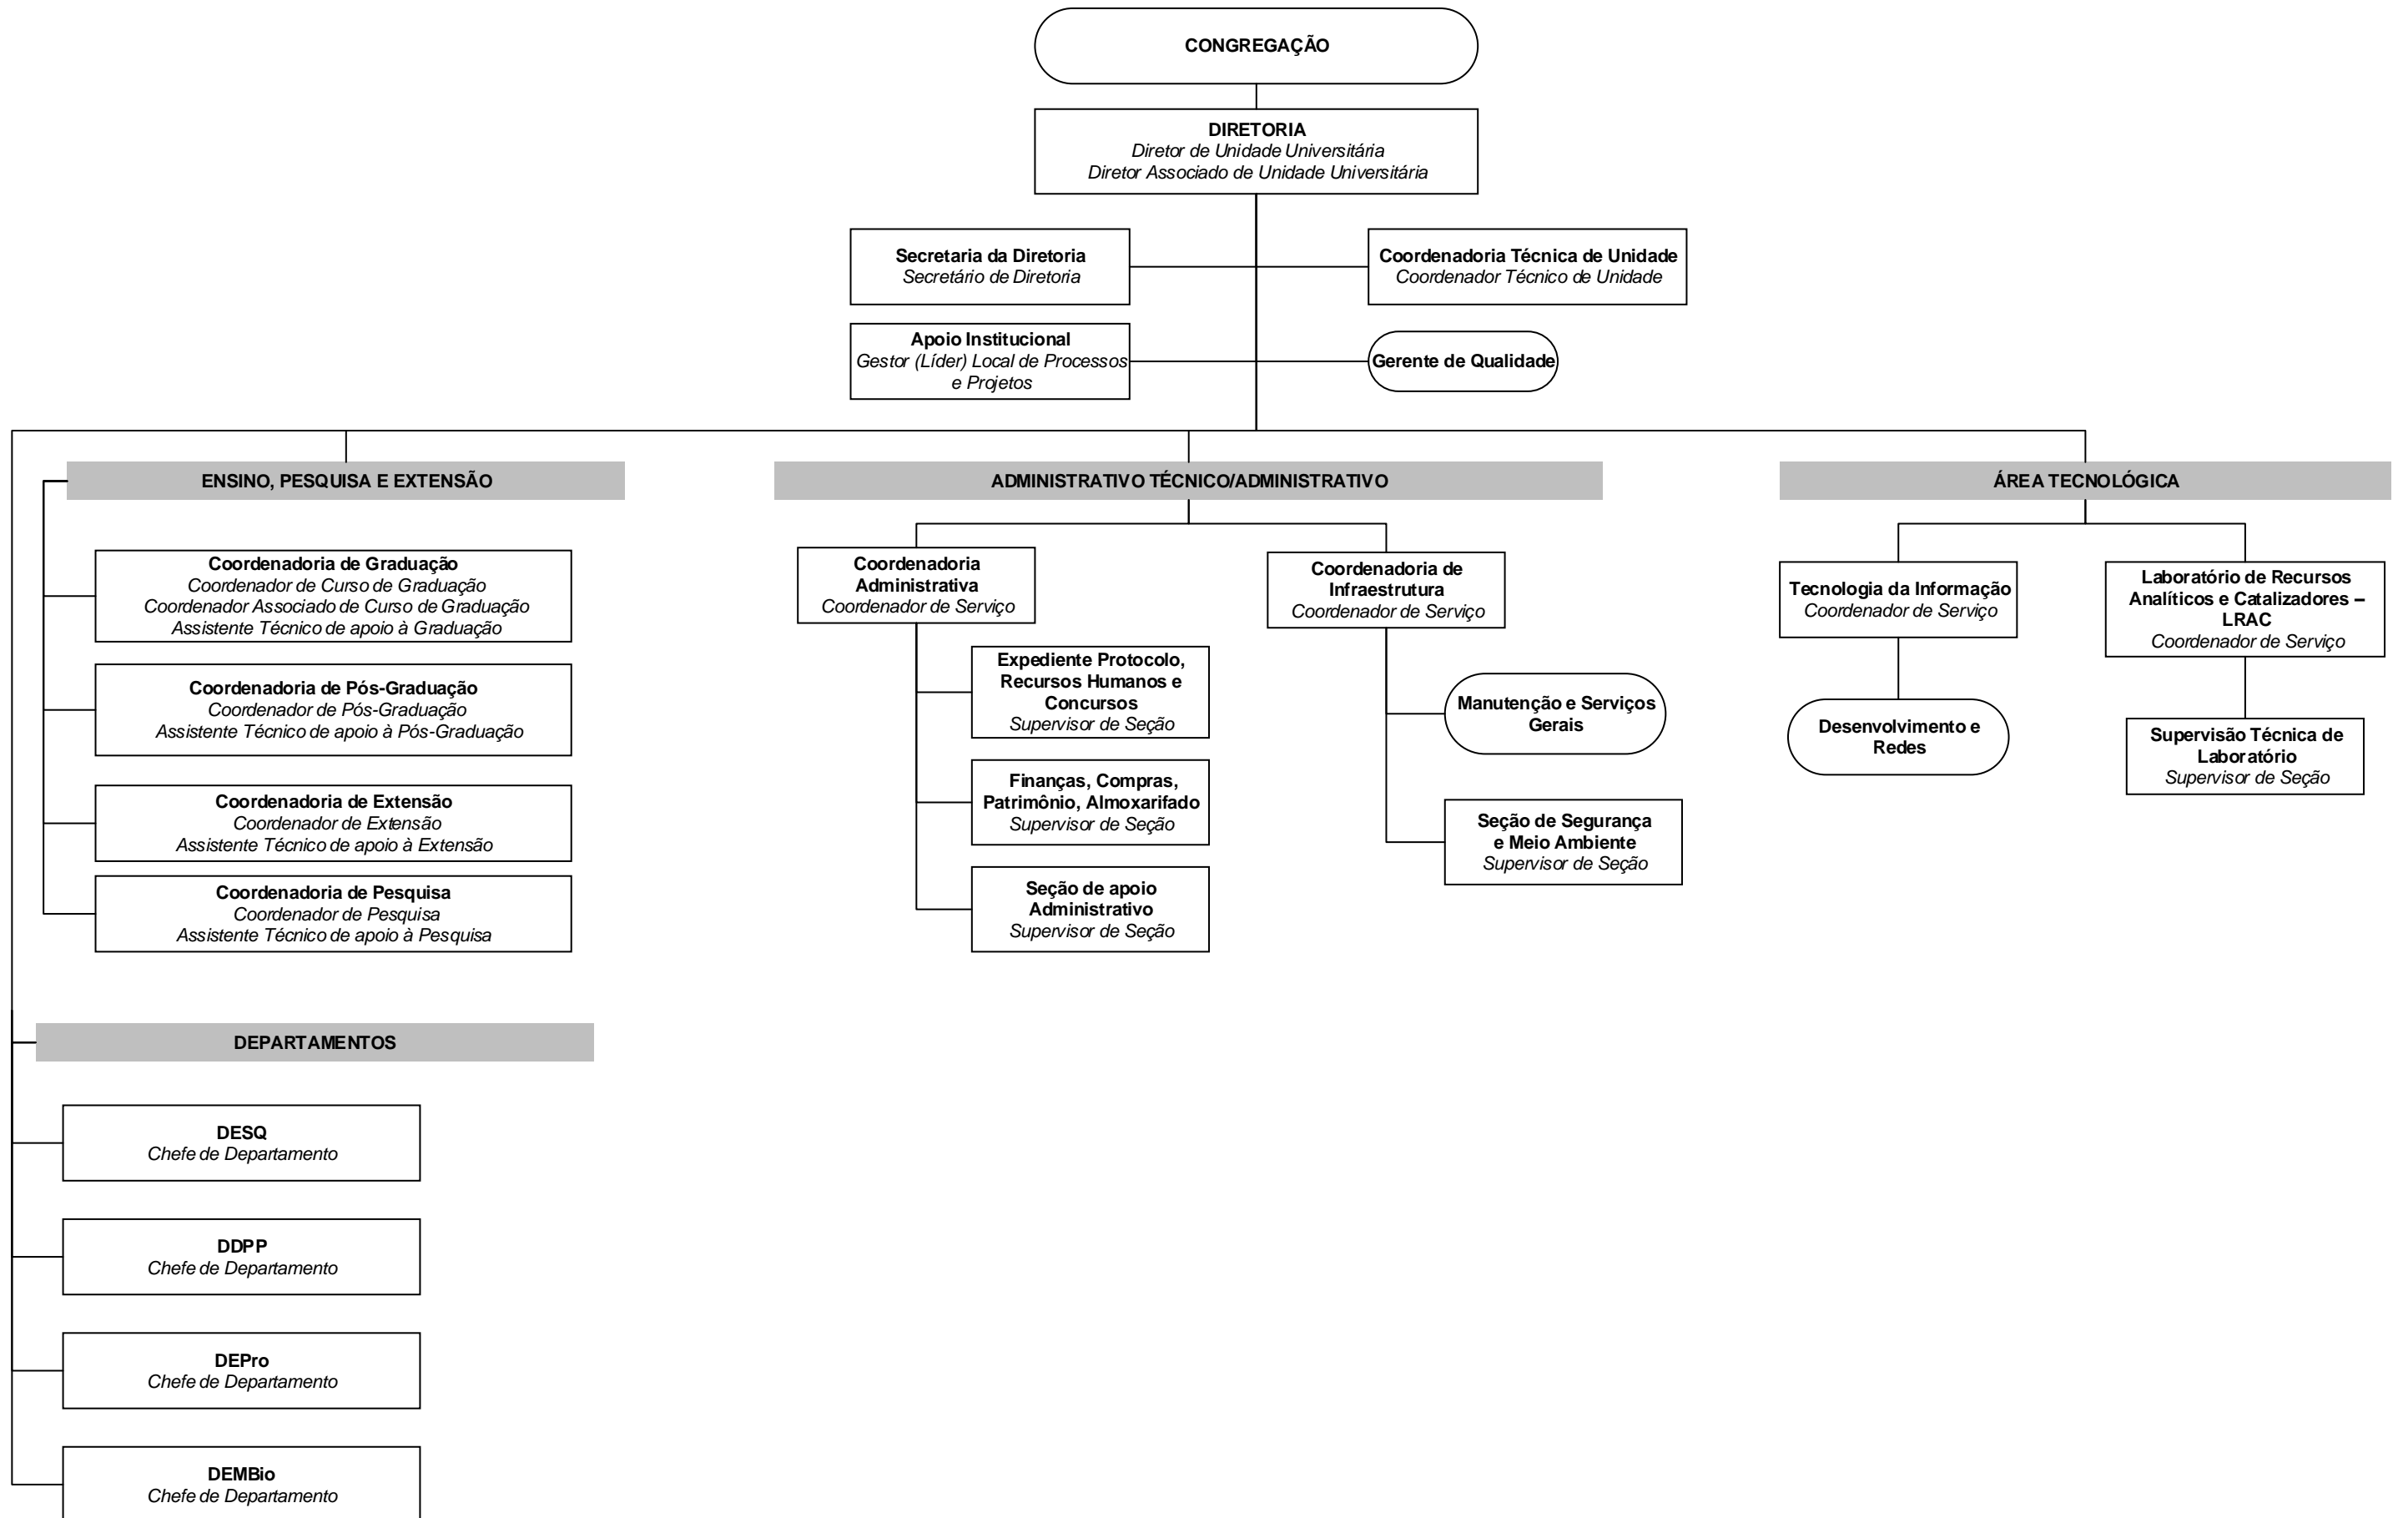 CONGREGAÇÃO
DIRETORIA
Diretor de Unidade Universitária
Diretor Associado de Unidade Universitária
Secretaria da Diretoria
Secretário de Diretoria
Coordenadoria Técnica de Unidade
Coordenador Técnico de Unidade
Apoio Institucional
Gestor (Líder) Local de Processos
e Projetos
Gerente de Qualidade
ENSINO, PESQUISA E EXTENSÃO
Coordenadoria de Graduação
Coordenador de Curso de Graduação
Coordenador Associado de Curso de Graduação
Assistente Técnico de apoio à Graduação
Coordenadoria de Pós-Graduação
Coordenador de Pós-Graduação
Assistente Técnico de apoio à Pós-Graduação
Coordenadoria de Extensão
Coordenador de Extensão
Assistente Técnico de apoio à Extensão
Coordenadoria de Pesquisa
Coordenador de Pesquisa
Assistente Técnico de apoio à Pesquisa
ADMINISTRATIVO TÉCNICO/ADMINISTRATIVO
Coordenadoria
Administrativa
Coordenador de Serviço
Expediente Protocolo,
Recursos Humanos e
Concursos
Supervisor de Seção
Finanças, Compras,
Patrimônio, Almoxarifado
Supervisor de Seção
Seção de apoio
Administrativo
Supervisor de Seção
Coordenadoria de
Infraestrutura
Coordenador de Serviço
Manutenção e Serviços
Gerais
Seção de Segurança
e Meio Ambiente
Supervisor de Seção
ÁREA TECNOLÓGICA
Tecnologia da Informação
Coordenador de Serviço
Desenvolvimento e
Redes
Laboratório de Recursos
Analíticos e Catalizadores –
LRAC
Coordenador de Serviço
Supervisão Técnica de
Laboratório
Supervisor de Seção
DEPARTAMENTOS
DESQ
Chefe de Departamento
DDPP
Chefe de Departamento
DEPro
Chefe de Departamento
DEMBio
Chefe de Departamento